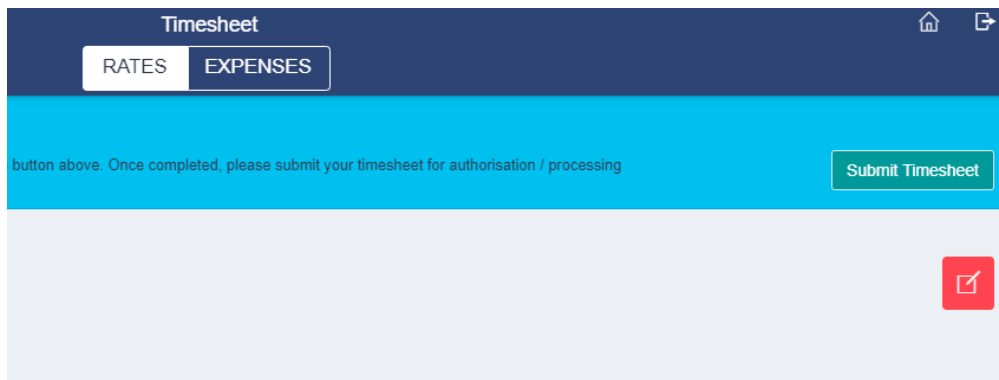 Timesheet
RATES EXPENSES
button above. Once completed, please submit your timesheet for authorisation / processing
Submit Timesheet